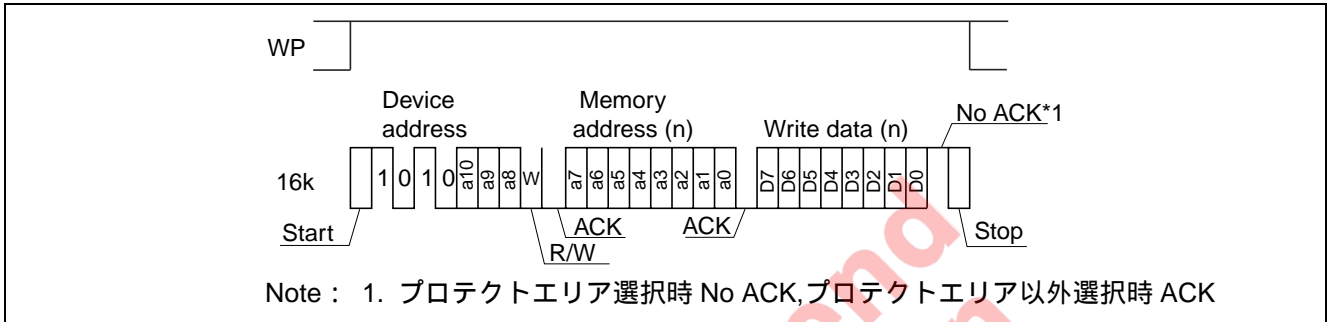 WP
Device address
Memory address (n)
Write data (n)
No ACK*1
16k
1 0 1 0 a10 a9 a8 W a7 a6 a5 a4 a3 a2 a1 a0 D7 D6 D5 D4 D3 D2 D1 D0
Start
R/W
ACK
ACK
Stop
Note： 1. プロテクトエリア選択時 No ACK,プロテクトエリア以外選択時 ACK